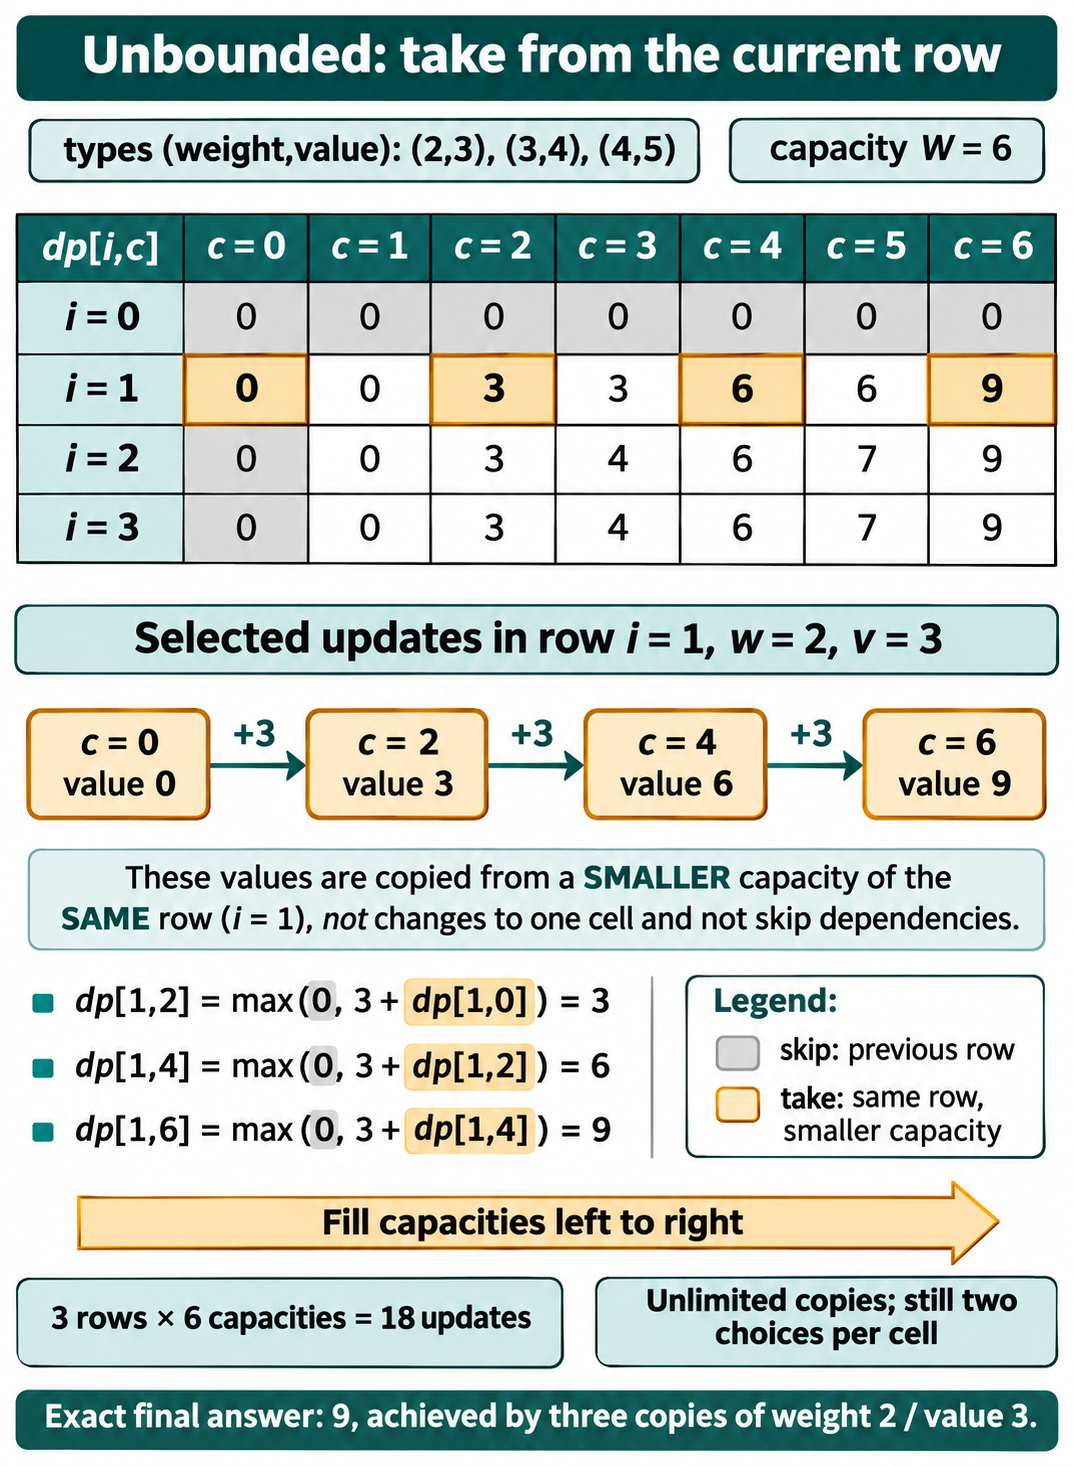 Unbounded: take from the current row
types (weight,value): (2,3), (3,4), (4,5)
capacity W = 6
dp[i,c] c = 0 c = 1 c = 2 c = 3 c = 4 c = 5 c = 6
i = 0 0 0 0 0 0 0 0
i = 1 0 0 3 3 6 6 9
i = 2 0 0 3 4 6 7 9
i = 3 0 0 3 4 6 7 9
Selected updates in row i = 1, w = 2, v = 3
c = 0
value 0
+3
c = 2
value 3
+3
c = 4
value 6
+3
c = 6
value 9
These values are copied from a SMALLER capacity of the
SAME row (i = 1), not changes to one cell and not skip dependencies.
dp[1,2] = max(0, 3 + dp[1,0]) = 3
dp[1,4] = max(0, 3 + dp[1,2]) = 6
dp[1,6] = max(0, 3 + dp[1,4]) = 9
Legend:
skip: previous row
take: same row,
smaller capacity
Fill capacities left to right
3 rows × 6 capacities = 18 updates
Unlimited copies; still two
choices per cell
Exact final answer: 9, achieved by three copies of weight 2 / value 3.